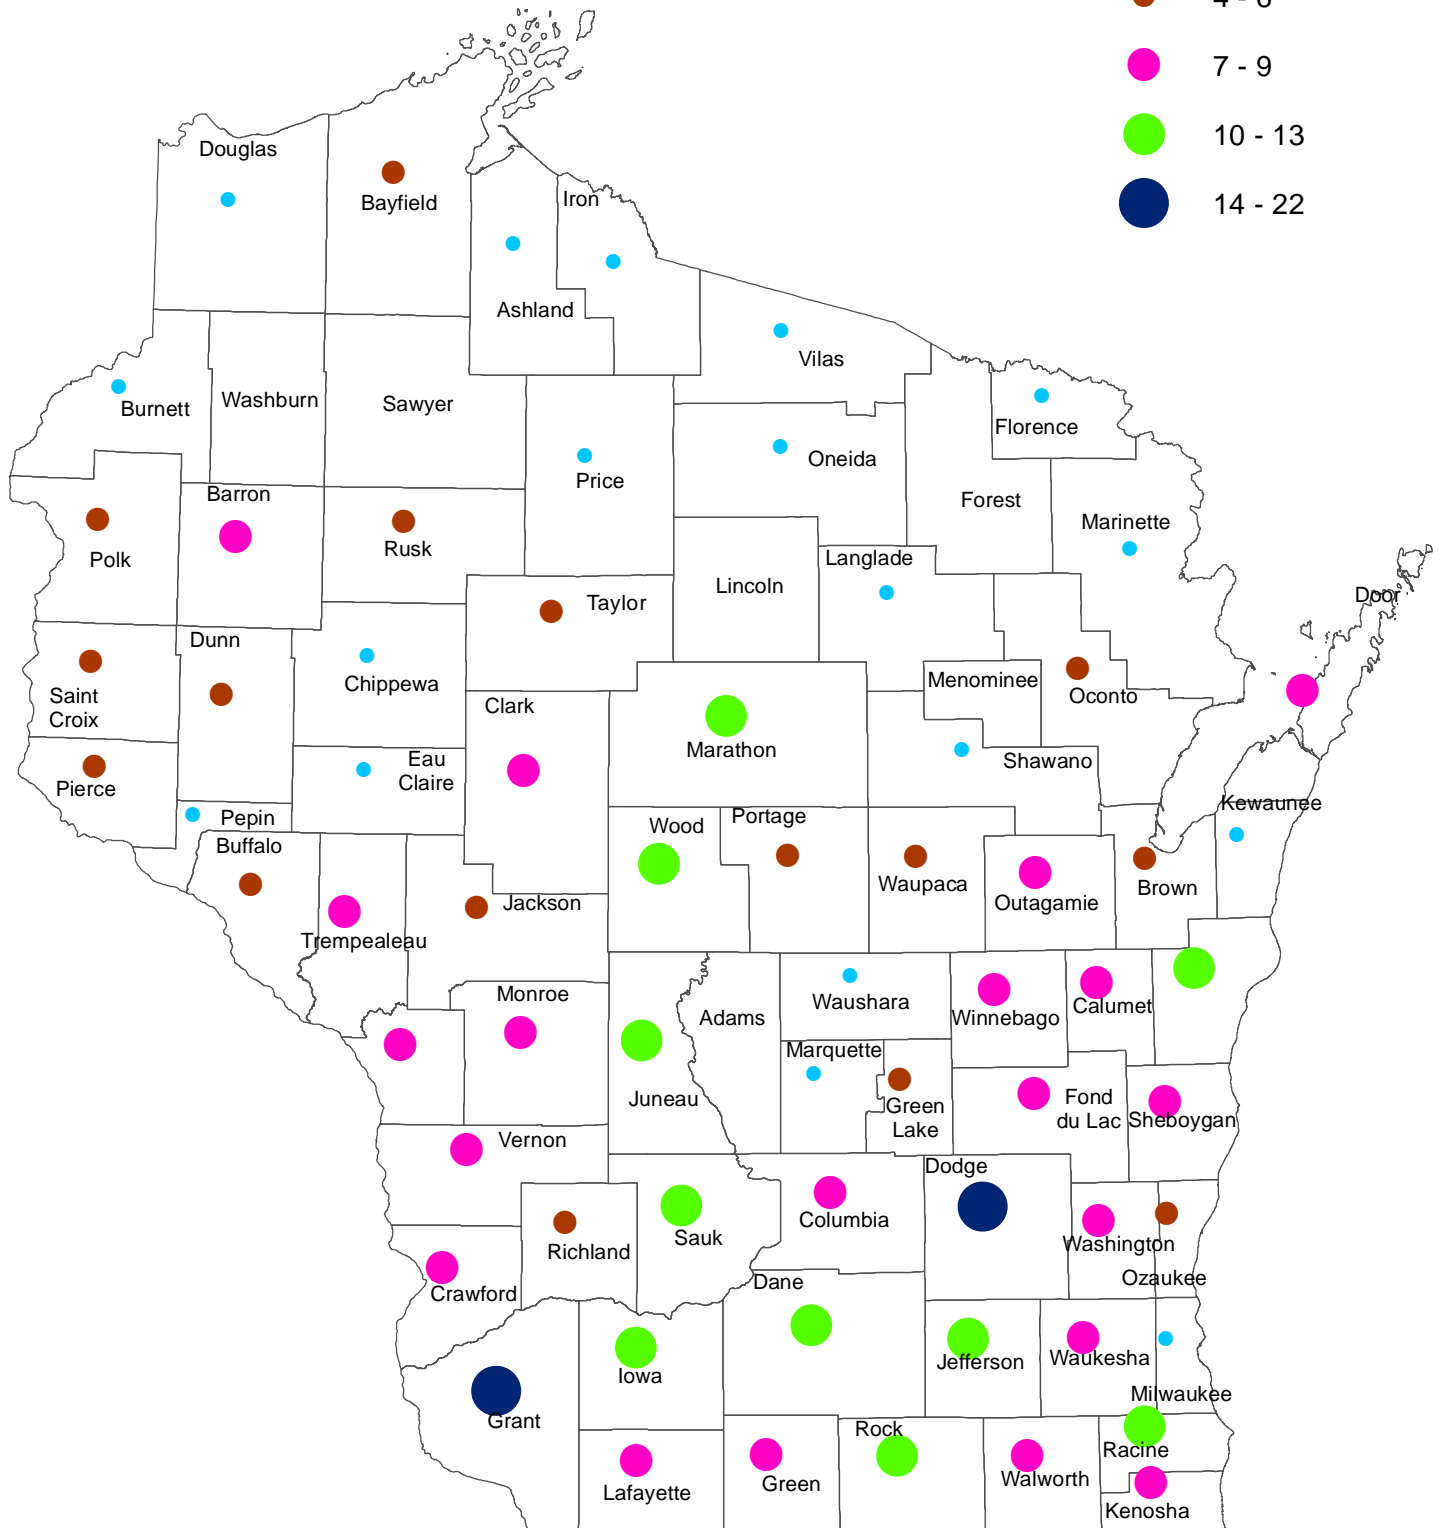 4 - 6
7 - 9
10 - 13
14 - 22
Douglas
Bayfield
Iron
Ashland
Vilas
Burnett
Washburn
Sawyer
Florence
Oneida
Price
Forest
Barron
Marinette
Polk
Rusk
Langlade
Lincoln
Door
Taylor
Dunn
Chippewa
Menominee
Saint
Croix
Oconto
Clark
Marathon
Shawano
Eau
Claire
Pierce
Kewaunee
Pepin
Portage
Wood
Buffalo
Waupaca
Brown
Jackson
Outagamie
Trempealeau
Monroe
Waushara
Calumet
Adams
Winnebago
Marquette
Juneau
Green
Lake
Fond
du Lac
Sheboygan
Vernon
Dodge
Columbia
Sauk
Richland
Washington
Ozaukee
Dane
Crawford
Iowa
Jefferson
Waukesha
Milwaukee
Grant
Rock
Racine
Lafayette
Green
Walworth
Kenosha